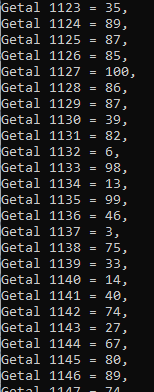 Getal 1123 = 35,
Getal 1124 = 89,
Getal 1125 = 87,
Getal 1126 = 85,
Getal 1127 = 100,
Getal 1128 = 86,
Getal 1129 = 87,
Getal 1130 = 39,
Getal 1131 = 82,
Getal 1132 = 6,
Getal 1133 = 98,
Getal 1134 = 13,
Getal 1135 = 99,
Getal 1136 = 46,
Getal 1137 = 3,
Getal 1138 = 75,
Getal 1139 = 33,
Getal 1140 = 14,
Getal 1141 = 40,
Getal 1142 = 74,
Getal 1143 = 27,
Getal 1144 = 67,
Getal 1145 = 80,
Getal 1146 = 89,
Getal 1147 = 74